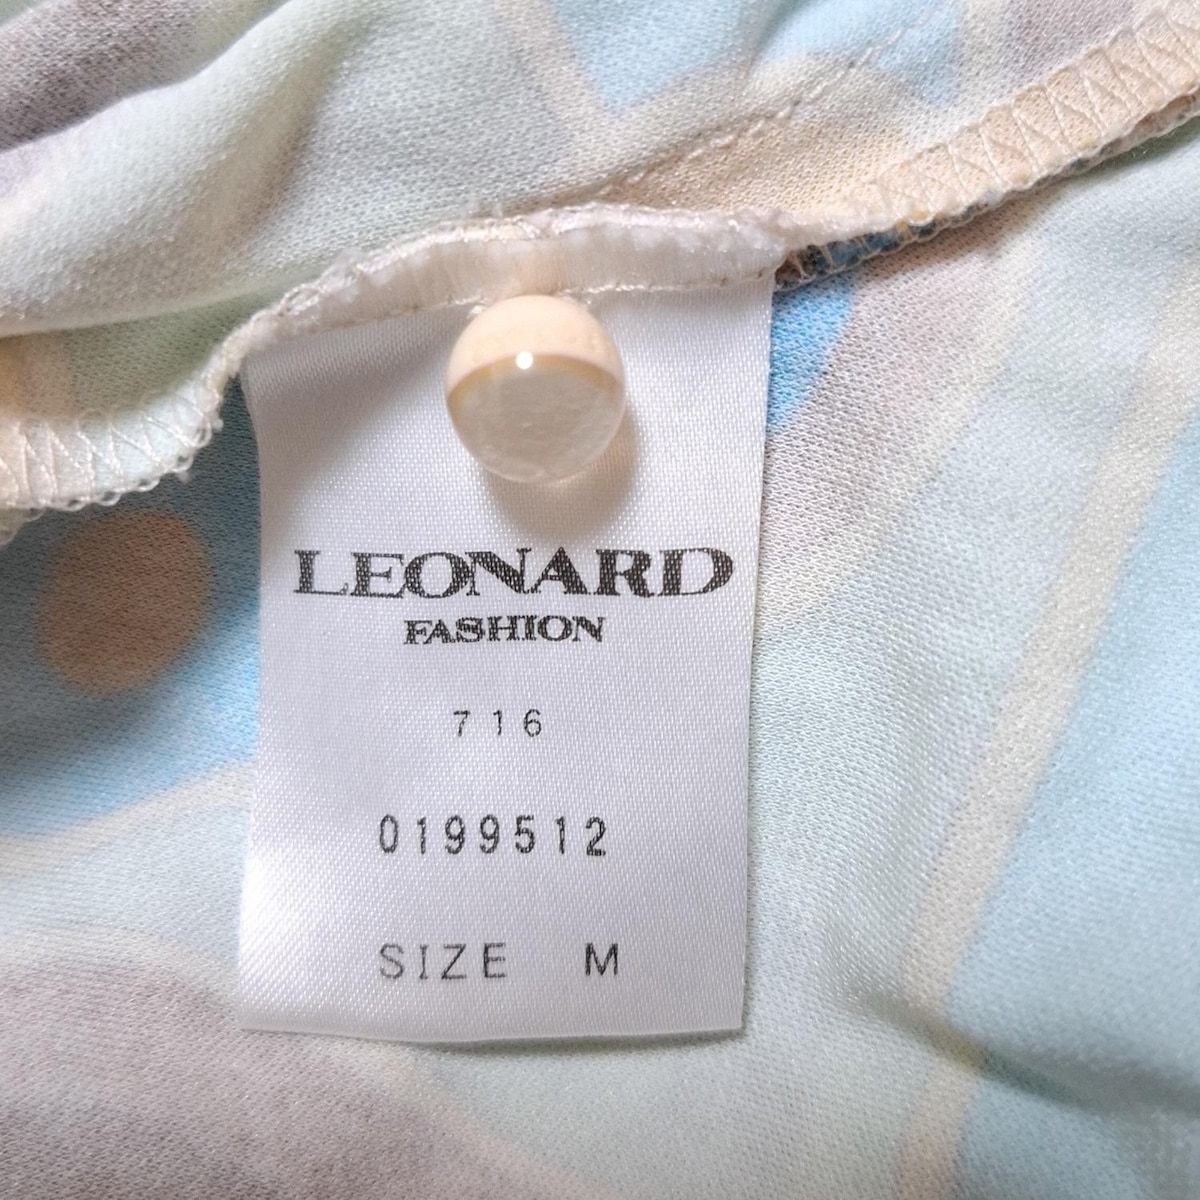 LEONARD
FASHION
716
0199512
SIZE M